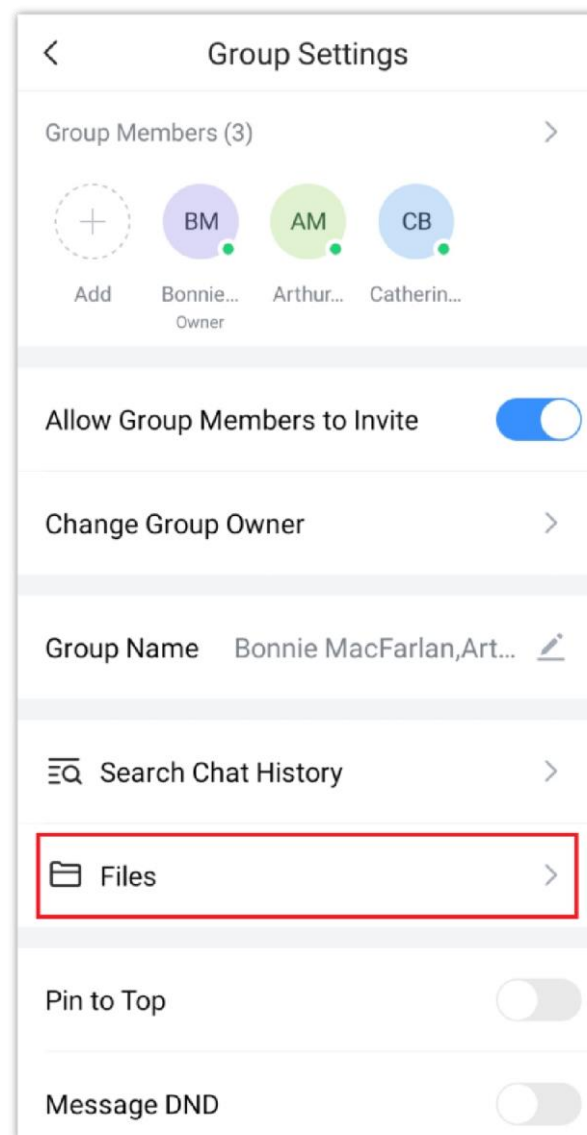 Group Settings
Group Members (3)
BM AM CB
Add Bonnie... Arthur... Catherin...
Owner
Allow Group Members to Invite
Change Group Owner
Group Name Bonnie MacFarlan,Art...
Search Chat History
Files
Pin to Top
Message DND